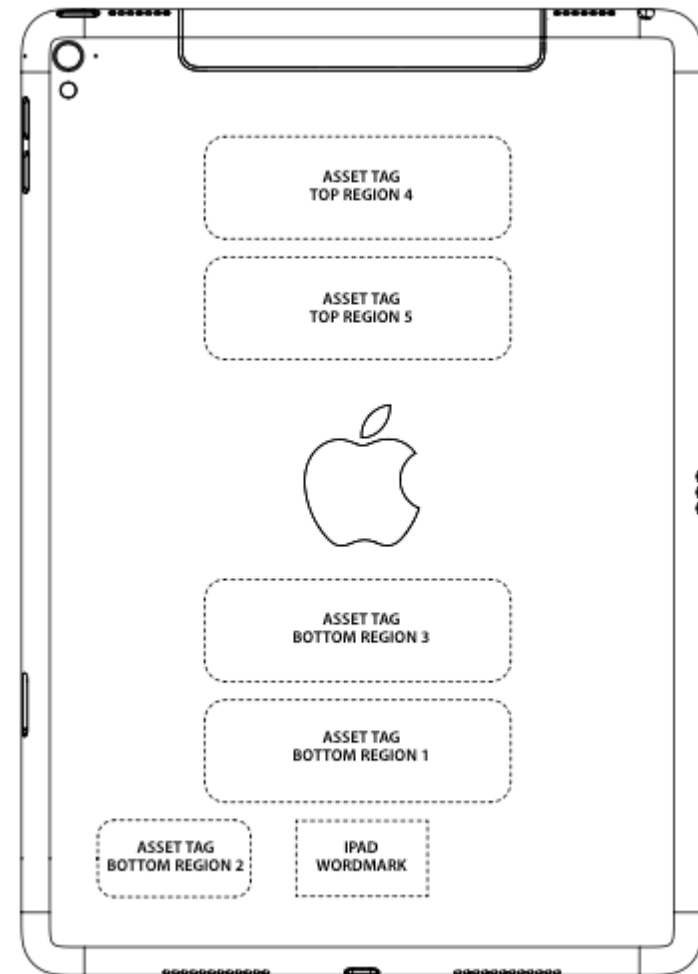 ASSET TAG
TOP REGION 4
ASSET TAG
TOP REGION 5
ASSET TAG
BOTTOM REGION 3
ASSET TAG
BOTTOM REGION 1
ASSET TAG
BOTTOM REGION 2
IPAD
WORDMARK